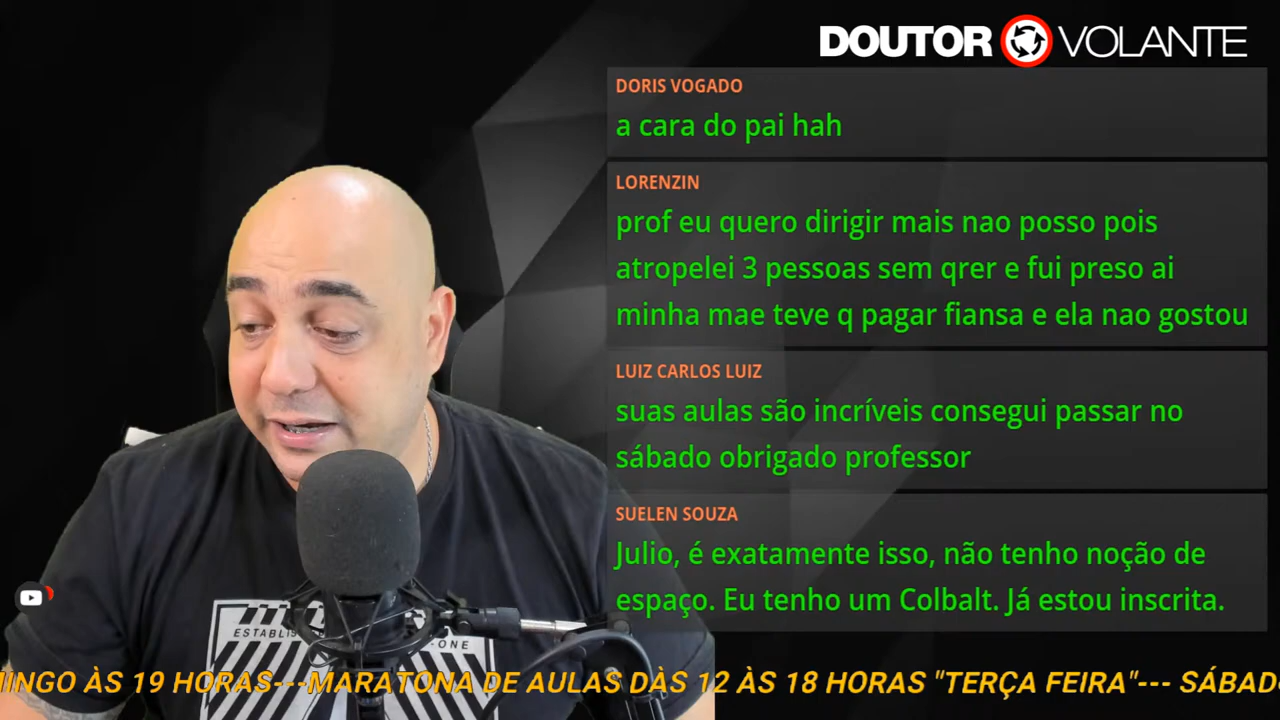 DOUTOR VOLANTE
DORIS VOGADO
a cara do pai hah
LORENZIN
prof eu quero dirigir mais nao posso pois
atropelei 3 pessoas sem qrer e fui preso ai
minha mae teve q pagar fiansa e ela nao gostou
LUIZ CARLOS LUIZ
suas aulas são incríveis consegui passar no
sábado obrigado professor
SUELEN SOUZA
Julio, é exatamente isso, não tenho noção de
espaço. Eu tenho um Colbalt. Já estou inscrita.
ÀS 19 HORAS---MARATONA DE AULAS DÀS 12 ÀS 18 HORAS "TERÇA FEIRA"---